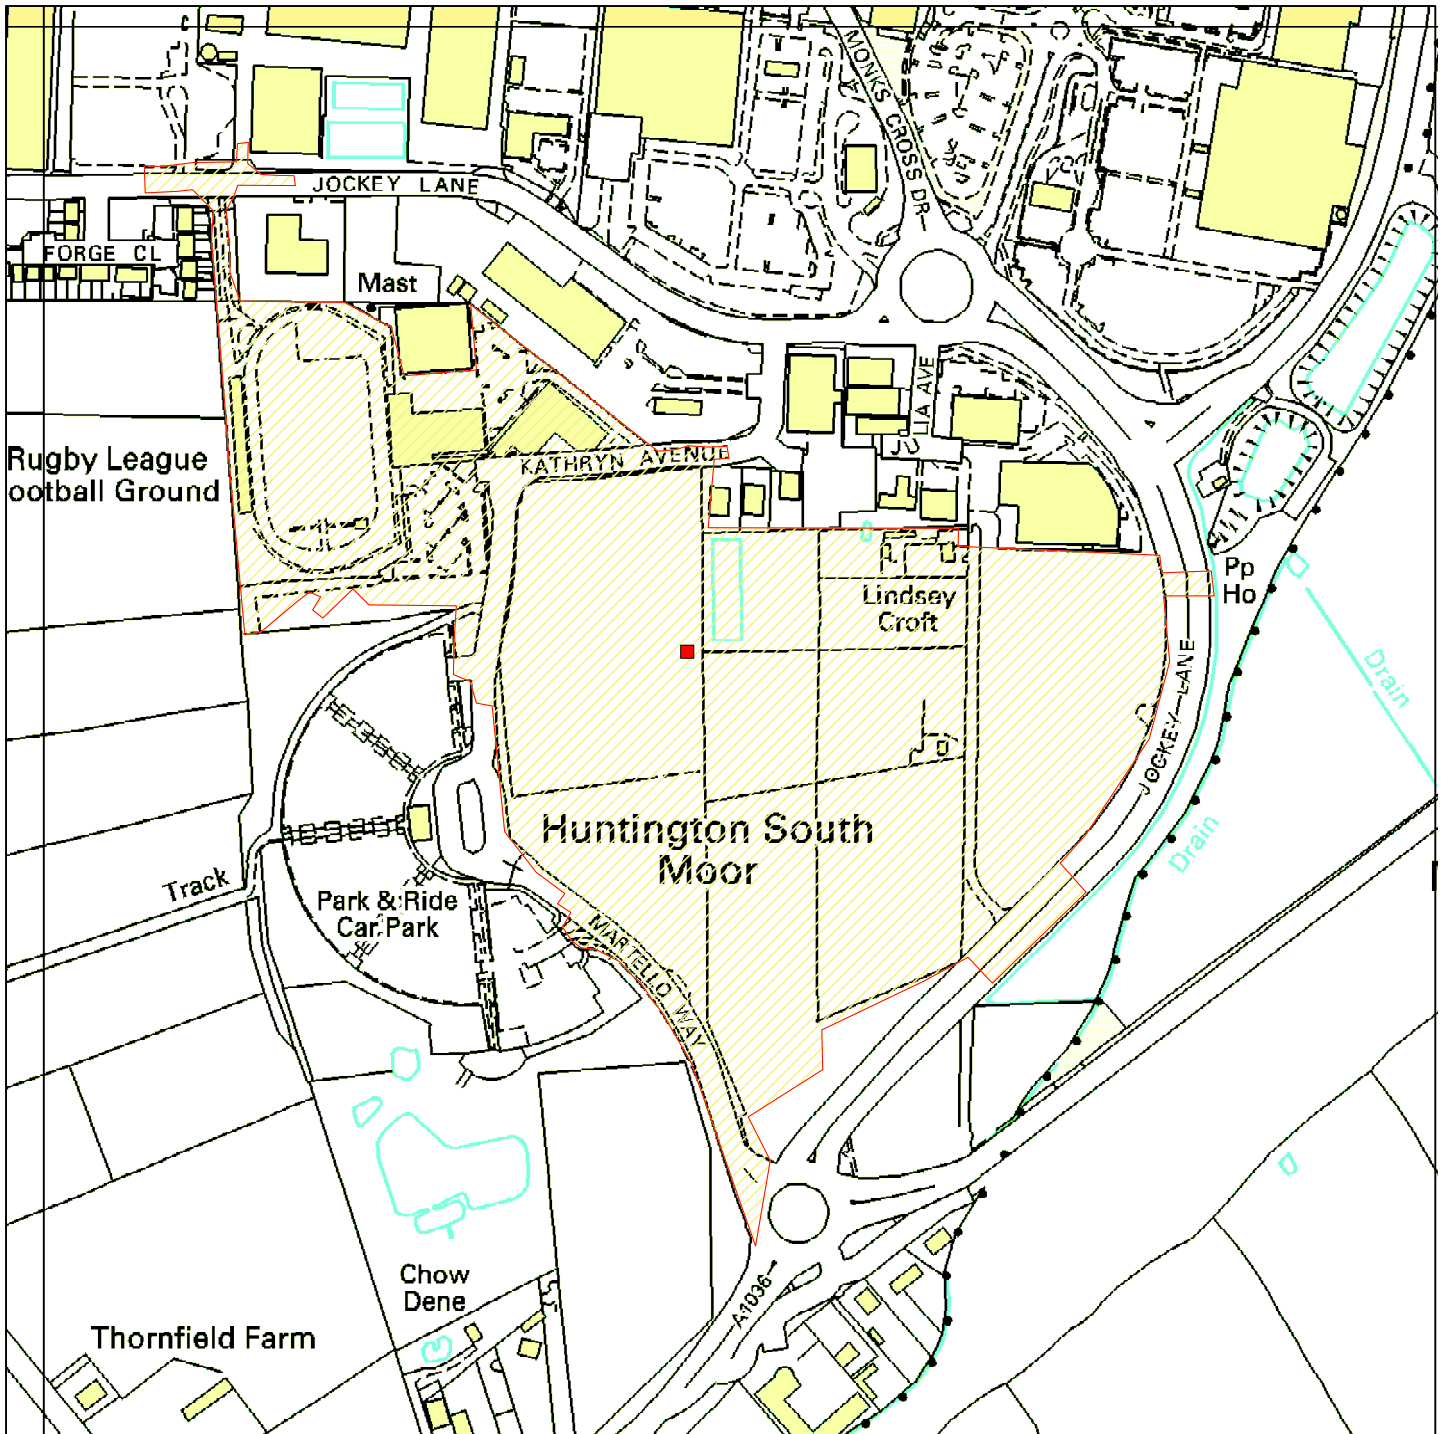 MONKS CROSS DR
JOCKEY LANE
FORGE CL
Mast
JULIA AVE
Rugby League
ootball Ground
KATHRYN AVENUE
Pp
Ho
Lindsey
Croft
Drain
JOCKEY LANE
Huntington South
Moor
Drain
Track
Park & Ride
Car Park
MARTELLO WAY
Chow
Dene
A1036
Thornfield Farm